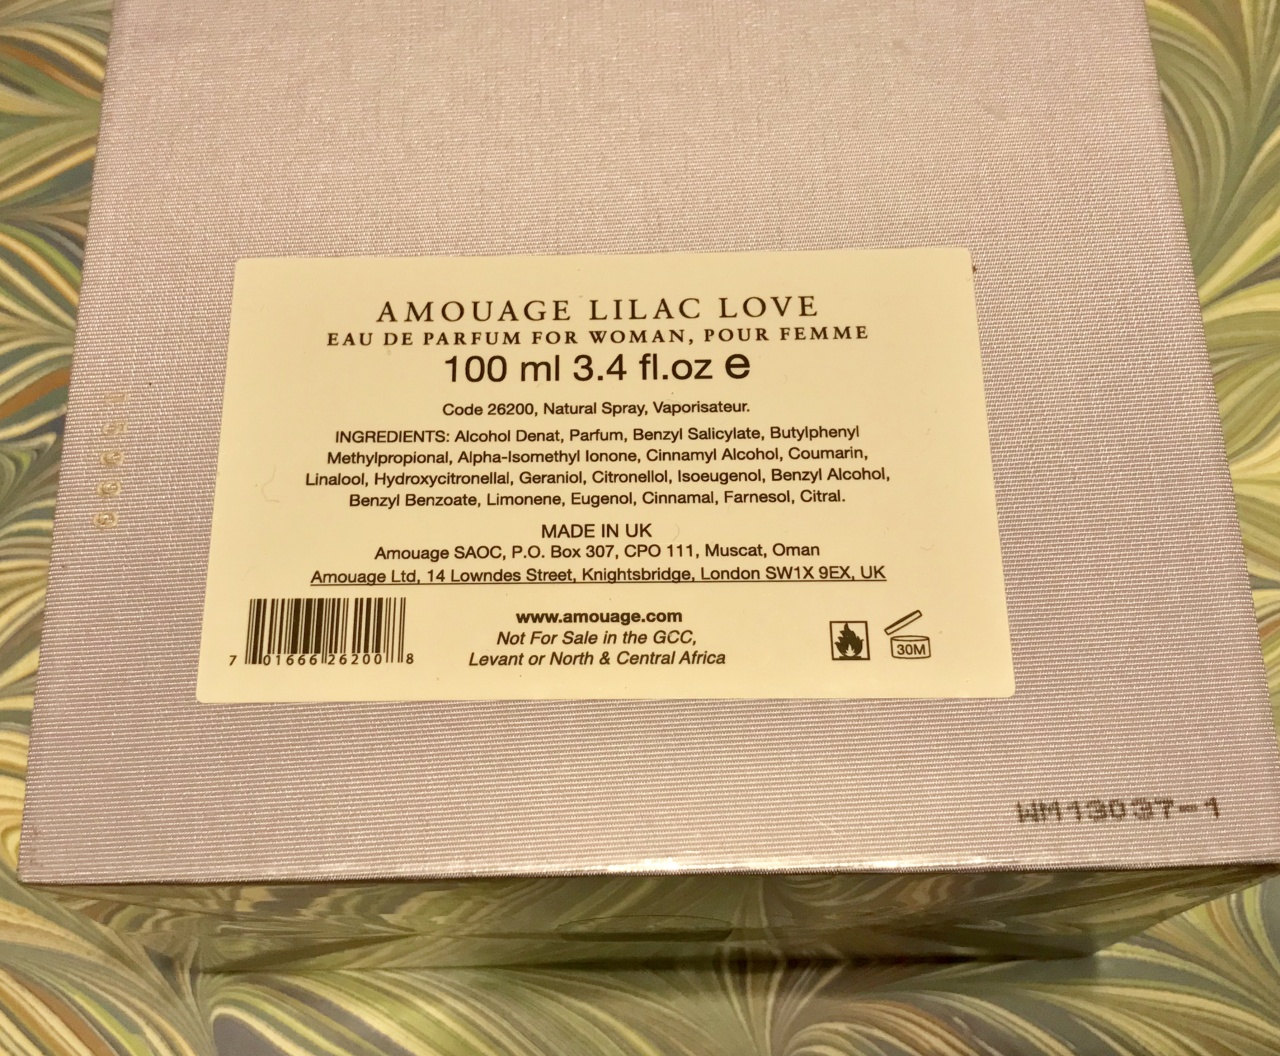 AMOUAGE LILAC LOVE
EAU DE PARFUM FOR WOMAN, POUR FEMME
100 ml 3.4 fl.oz e
Code 26200, Natural Spray, Vaporisateur.
INGREDIENTS: Alcohol Denat, Parfum, Benzyl Salicylate, Butylphenyl
Methylpropional, Alpha-Isomethyl Ionone, Cinnamyl Alcohol, Coumarin,
Linalool, Hydroxycitronellal, Geraniol, Citronellol, Isoeugenol, Benzyl Alcohol,
Benzyl Benzoate, Limonene, Eugenol, Cinnamal, Farnesol, Citral.
MADE IN UK
Amouage SAOC, P.O. Box 307, CPO 111, Muscat, Oman
Amouage Ltd, 14 Lowndes Street, Knightsbridge, London SW1X 9EX, UK
www.amouage.com
Not For Sale in the GCC,
Levant or North & Central Africa
7 01666 26200 8
30M
WM13037-1